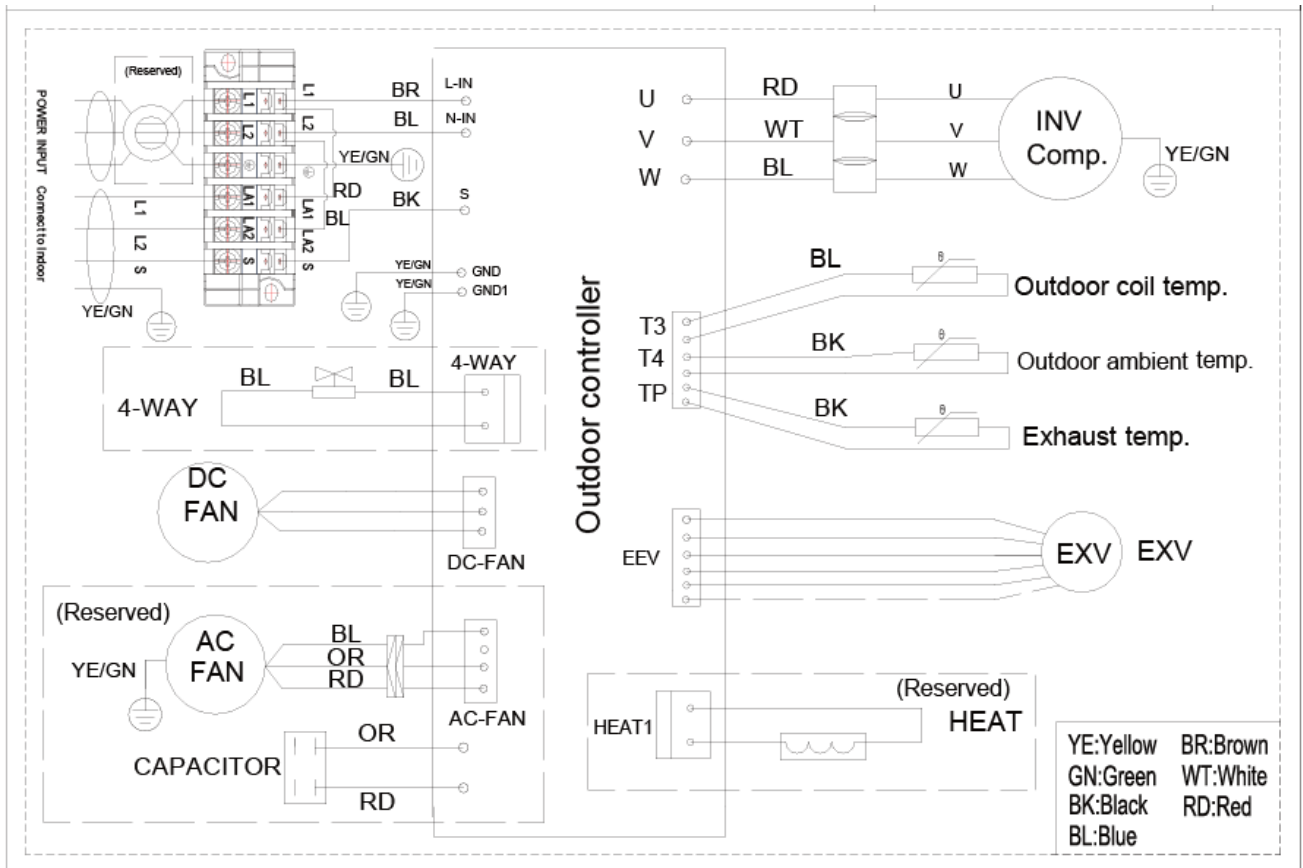 (Reserved)
POWER INPUT
Connect to Indoor
L1
L2
S
YE/GN
L1
L2
LA1
LA2
S
L1
L2
LA1
LA2
S
BR
L-IN
BL
N-IN
YE/GN
RD
BK
S
BL
YE/GN
GND
YE/GN
GND1
4-WAY
BL
BL
4-WAY
DC
FAN
DC-FAN
(Reserved)
AC
FAN
YE/GN
BL
OR
RD
AC-FAN
CAPACITOR
OR
RD
Outdoor controller
U
RD
U
V
WT
V
W
BL
W
INV
Comp.
YE/GN
T3
T4
TP
BL
θ
Outdoor coil temp.
BK
θ
Outdoor ambient temp.
BK
θ
Exhaust temp.
EEV
EXV
EXV
(Reserved)
HEAT
HEAT1
YE:Yellow BR:Brown
GN:Green WT:White
BK:Black RD:Red
BL:Blue